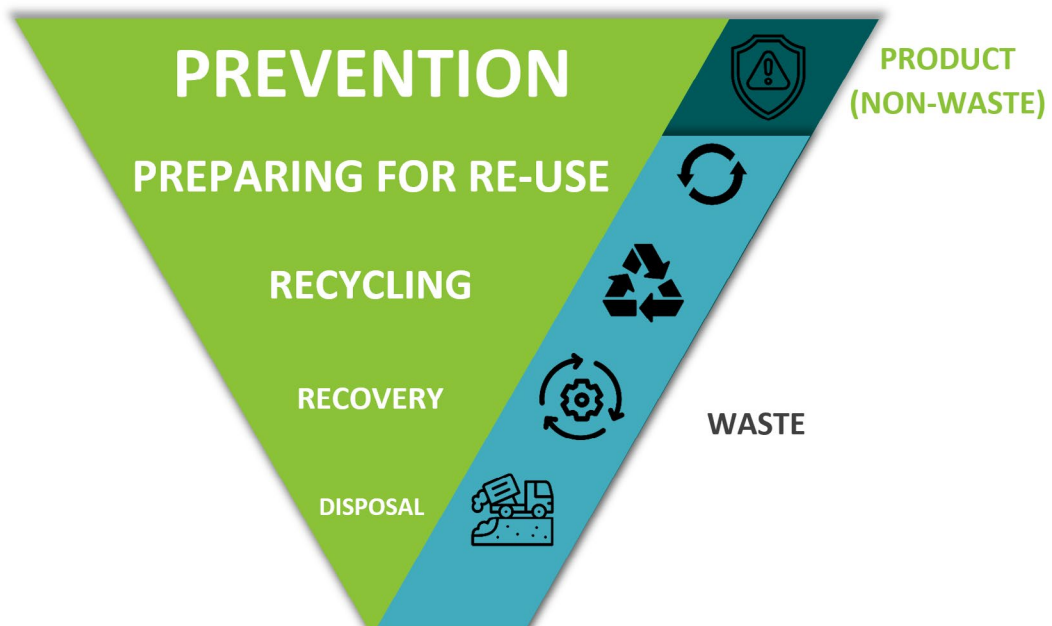 PREVENTION
PRODUCT
(NON-WASTE)
PREPARING FOR RE-USE
RECYCLING
RECOVERY
WASTE
DISPOSAL